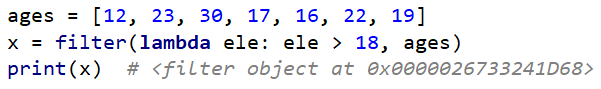 ages = [12, 23, 30, 17, 16, 22, 19]
x = filter(lambda ele: ele > 18, ages)
print(x)  # <filter object at 0x0000026733241D68>